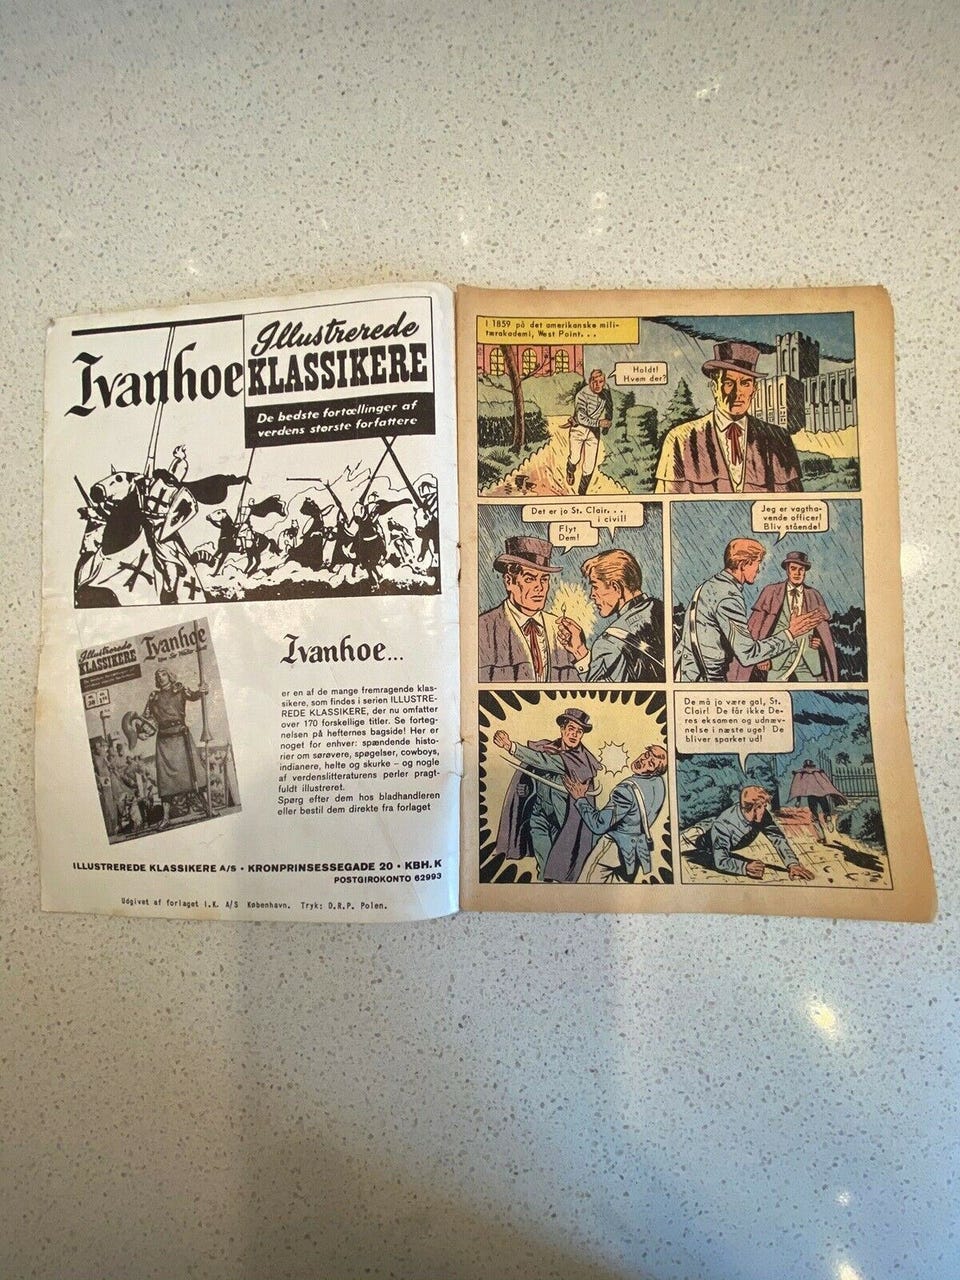 Ivanhoe
Illustrerede
KLASSIKERE
De bedste fortællinger af
verdens største forfattere
Illustrerede
KLASSIKERE
Ivanhoe
Ivanhoe...
er en af de mange fremragende klas-
sikere, som findes i serien ILLUSTRE-
REDE KLASSIKERE, der nu omfatter
over 170 forskellige titler. Se forteg-
nelsen på hefternes bagside! Her er
noget for enhver: spændende histo-
rier om sørøvere, spøgelser, cowboys,
indianere, helte og skurke – og nogle
af verdenslitteraturens perler pragt-
fuldt illustreret.
Spørg efter dem hos bladhandleren
eller bestil dem direkte fra forlaget
ILLUSTREREDE KLASSIKERE A/S • KRONPRINSESSEGADE 20 • KBH. K
POSTGIROKONTO 62993
Udgivet af forlaget I.K. A/S København. Tryk: D.R.P. Polen.
I 1859 på det amerikanske mili-
tærakademi, West Point...
Holdt!
Hvem der?
Det er jo St. Clair...
i civil!
Flyt
Dem!
Jeg er vagtha-
vende officer!
Bliv stående!
De må jo være gal, St.
Clair! De får ikke De-
res eksamen og udnæv-
nelse i næste uge! De
bliver sparket ud!